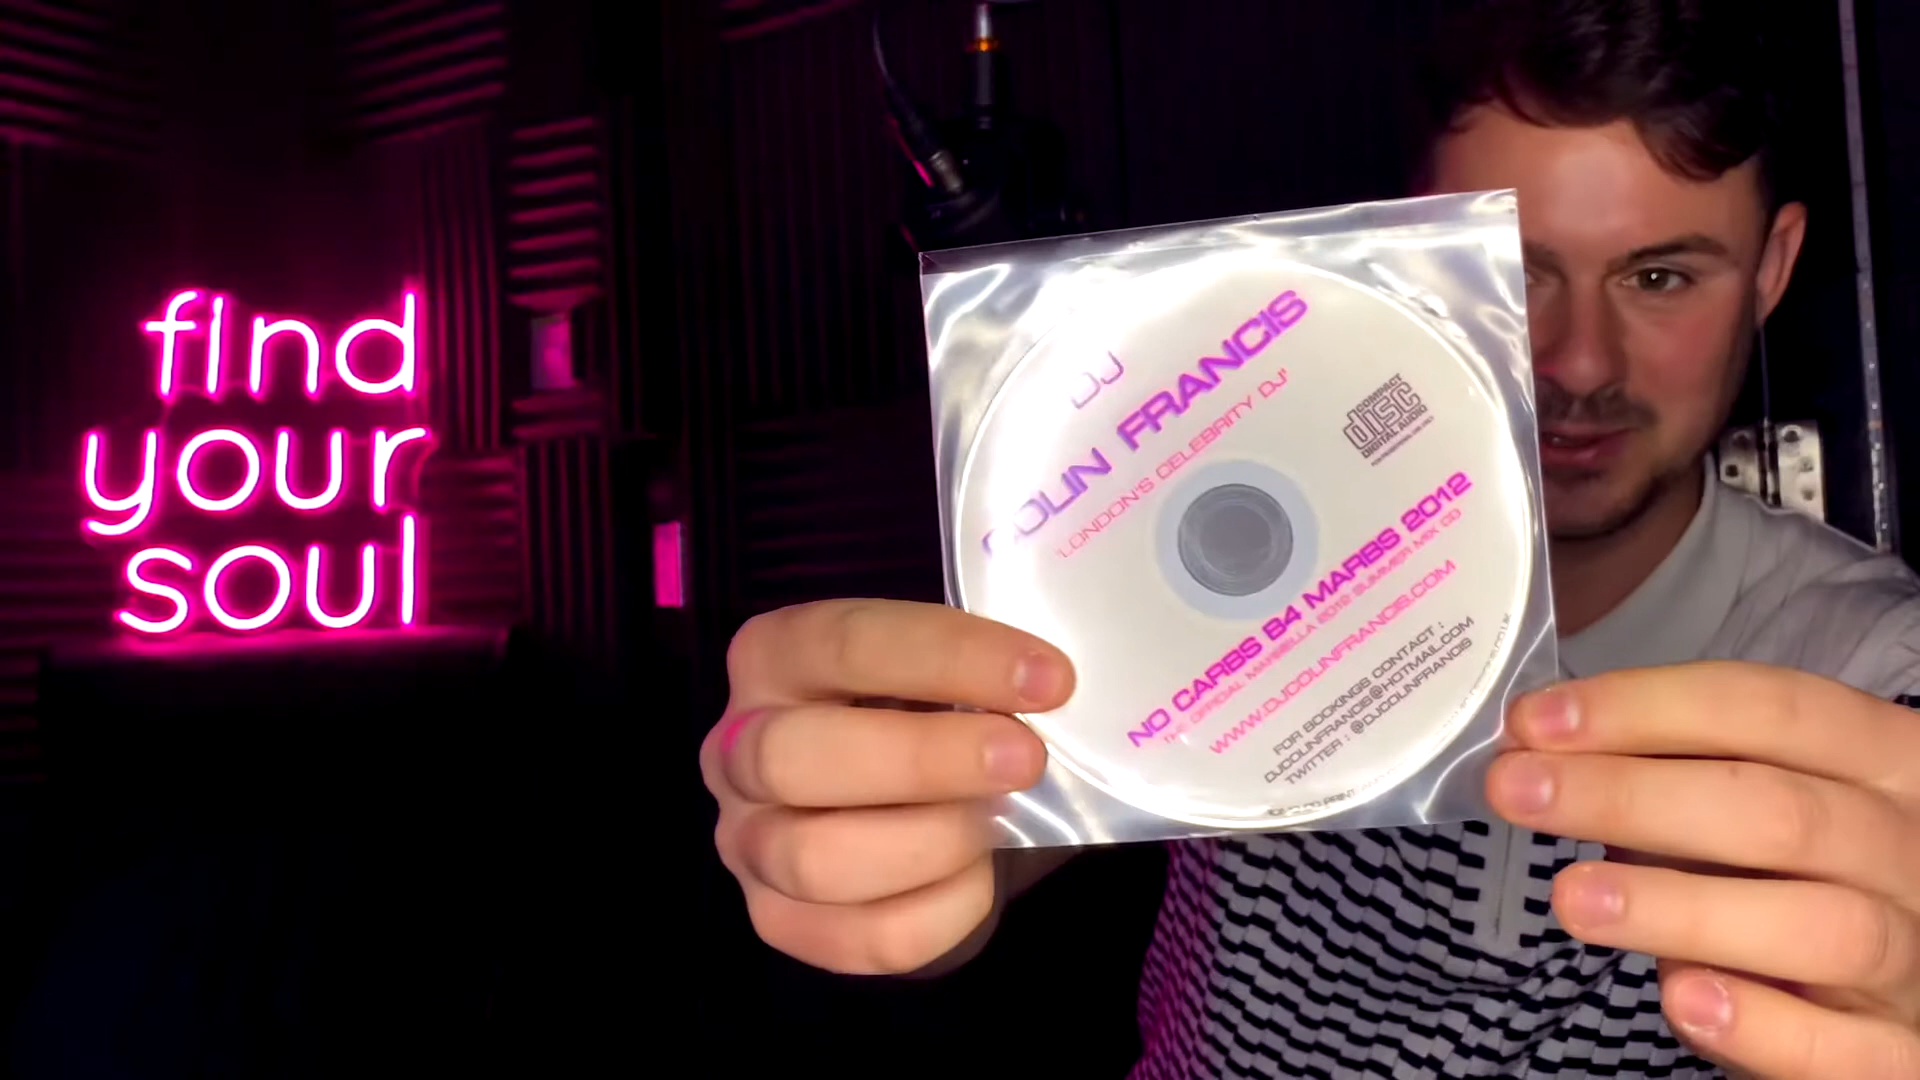 find
your
soul
DJ
COLIN FRANCIS
'LONDON'S CELEBRITY DJ'
COMPACT
disc
DIGITAL AUDIO
NO CARBS B4 MARBS 2012
THE OFFICIAL MARBELLA 2012 SUMMER MIX CD
WWW.DJCOLINFRANCIS.COM
FOR BOOKINGS CONTACT :
DJCOLINFRANCIS@HOTMAIL.COM
TWITTER : @DJCOLINFRANCIS